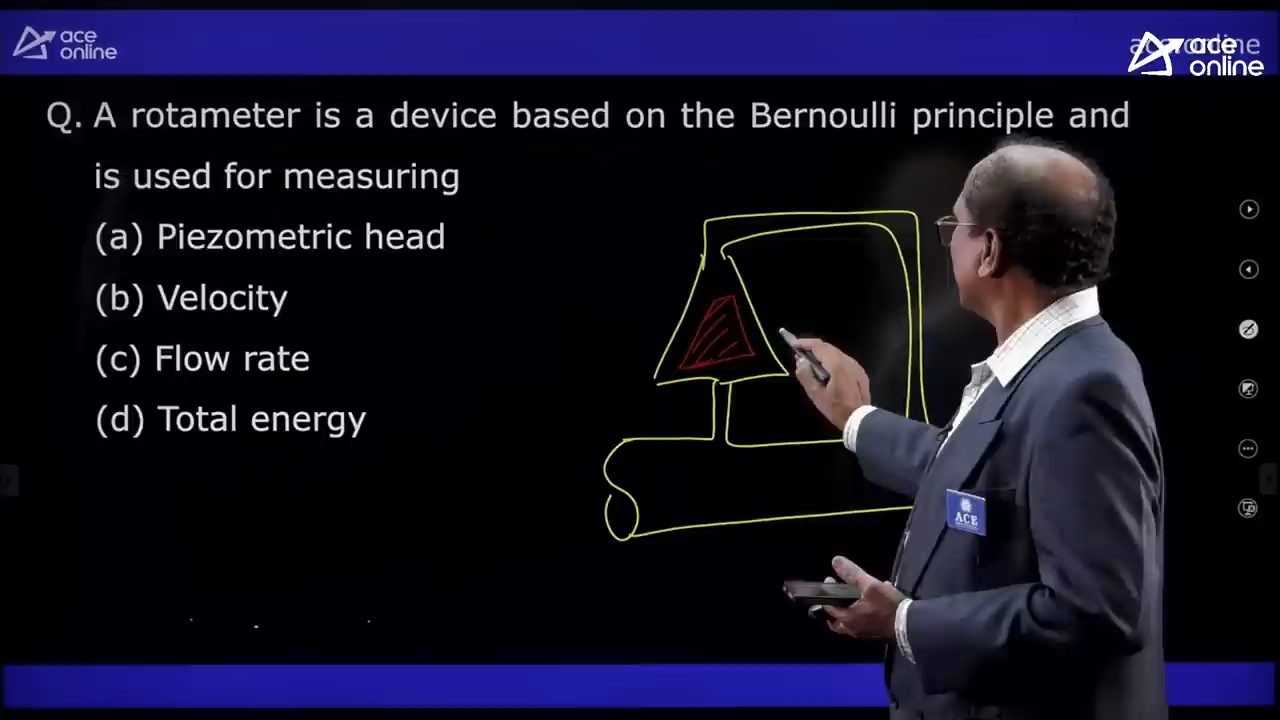 ace
online
ace
online
Q. A rotameter is a device based on the Bernoulli principle and
is used for measuring
(a) Piezometric head
(b) Velocity
(c) Flow rate
(d) Total energy
ACE